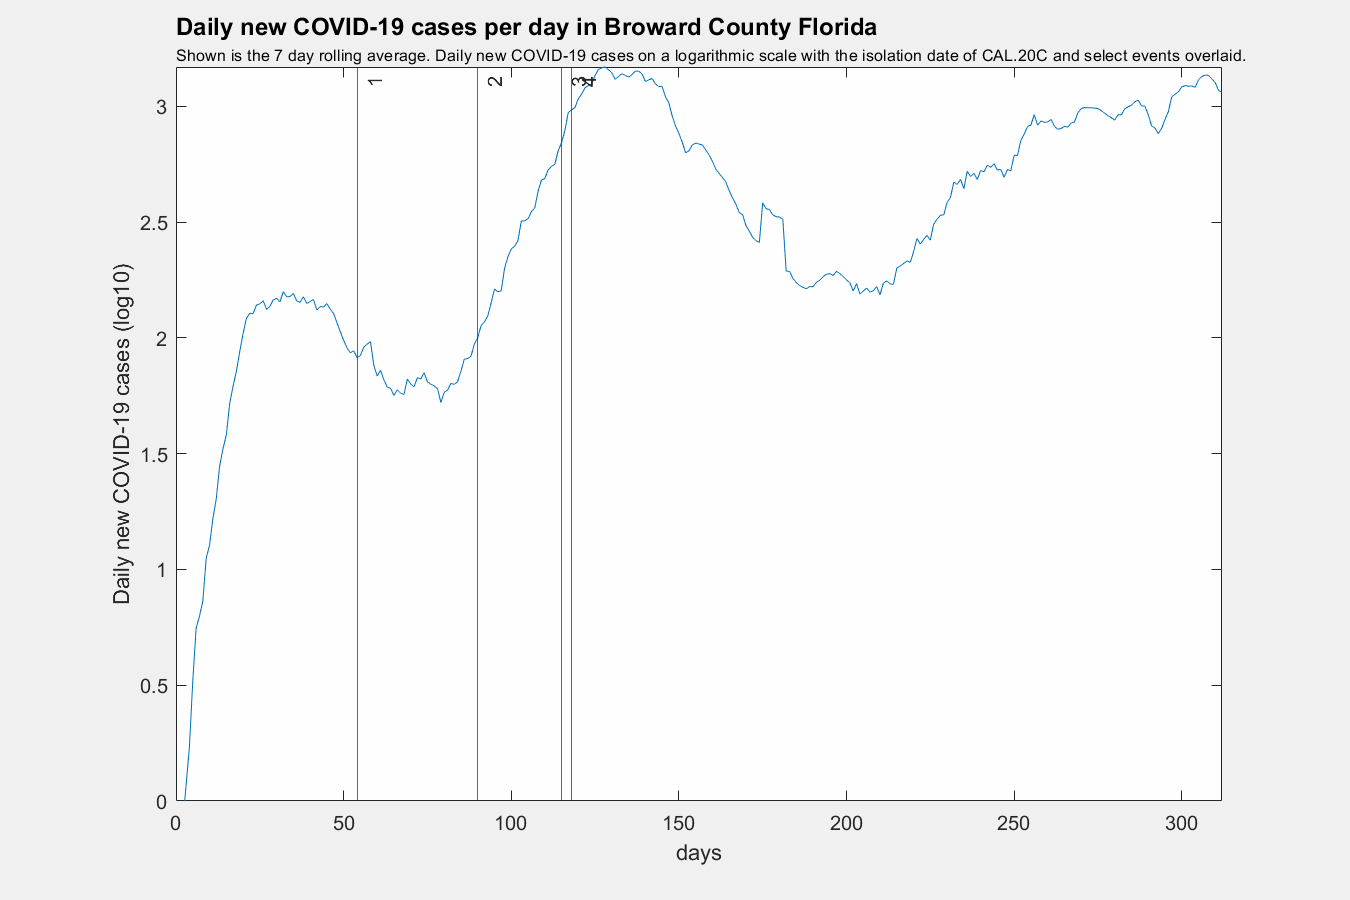 Daily new COVID-19 cases per day in Broward County Florida
Shown is the 7 day rolling average. Daily new COVID-19 cases on a logarithmic scale with the isolation date of CAL.20C and select events overlaid.
1
2
3
4
3
2.5
2
1.5
1
0.5
0
Daily new COVID-19 cases (log10)
0 50 100 150 200 250 300
days